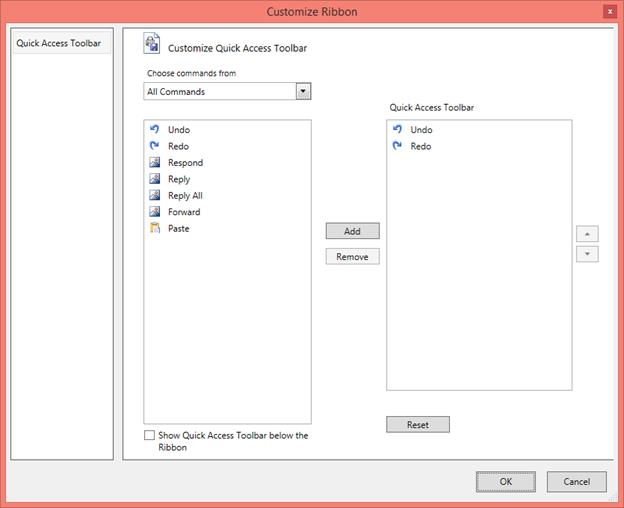 Customize Ribbon
x
Quick Access Toolbar
Customize Quick Access Toolbar
Choose commands from
All Commands
Undo
Redo
Respond
Reply
Reply All
Forward
Paste
Add
Remove
Quick Access Toolbar
Undo
Redo
Reset
Show Quick Access Toolbar below the
Ribbon
OK
Cancel